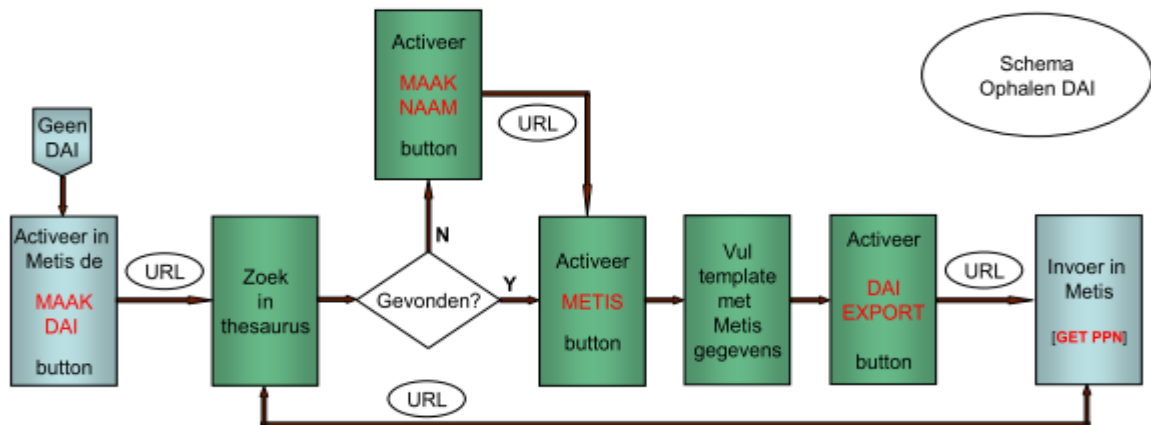 Geen
DAI
Activeer in
Metis de
MAAK
DAI
button
URL
Zoek
in
thesaurus
Gevonden?
N
Y
Activeer
MAAK
NAAM
button
URL
Activeer
METIS
button
Vul
template
met
Metis
gegevens
Activeer
DAI
EXPORT
button
URL
Invoer in
Metis
[GET PPN]
URL
Schema
Ophalen DAI